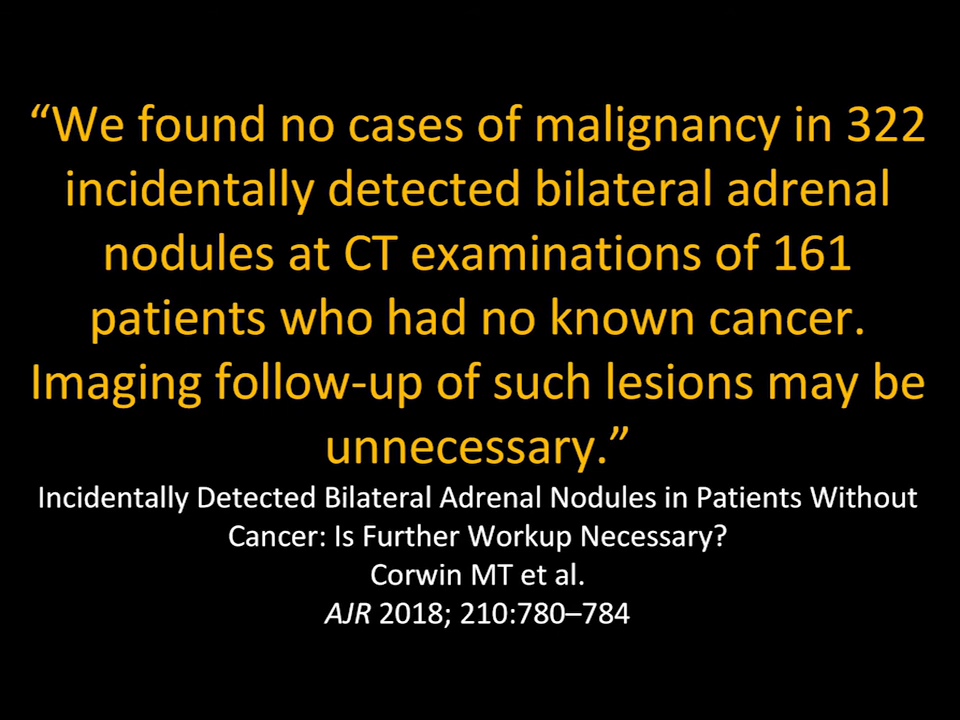 “We found no cases of malignancy in 322
incidentally detected bilateral adrenal
nodules at CT examinations of 161
patients who had no known cancer.
Imaging follow-up of such lesions may be
unnecessary.”
Incidentally Detected Bilateral Adrenal Nodules in Patients Without
Cancer: Is Further Workup Necessary?
Corwin MT et al.
AJR 2018; 210:780–784